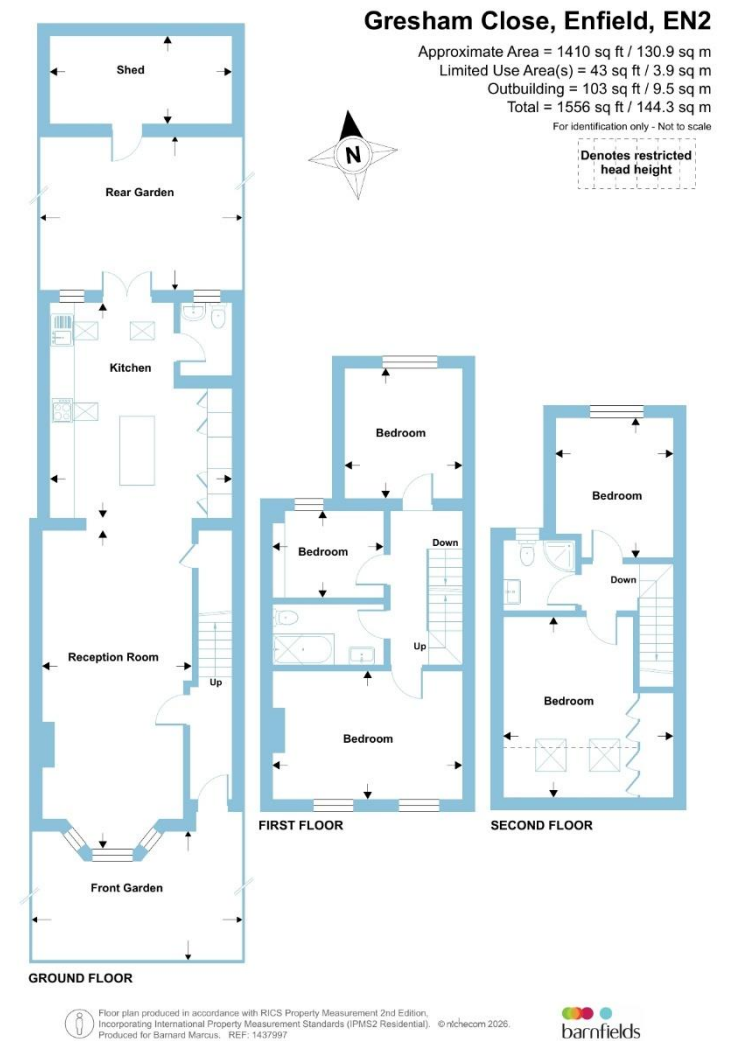 Gresham Close, Enfield, EN2
Approximate Area = 1410 sq ft / 130.9 sq m
Limited Use Area(s) = 43 sq ft / 3.9 sq m
Outbuilding = 103 sq ft / 9.5 sq m
Total = 1556 sq ft / 144.3 sq m
For identification only - Not to scale
Denotes restricted
head height
N
Shed
Rear Garden
Kitchen
Reception Room
Up
Front Garden
GROUND FLOOR
Bedroom
Bedroom
Down
Up
Bedroom
FIRST FLOOR
Bedroom
Down
Bedroom
SECOND FLOOR
Floor plan produced in accordance with RICS Property Measurement 2nd Edition,
Incorporating International Property Measurement Standards (IPMS2 Residential). © nichecom 2026.
Produced for Barnard Marcus. REF: 1437997
barnfields